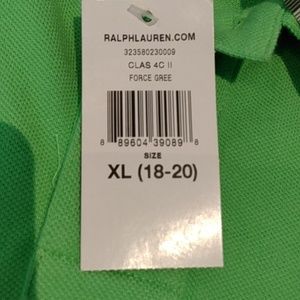 RALPHLAUREN.COM
323580230009
CLAS 4C II
FORCE GREE
8 89604 39089 8
SIZE
XL (18-20)